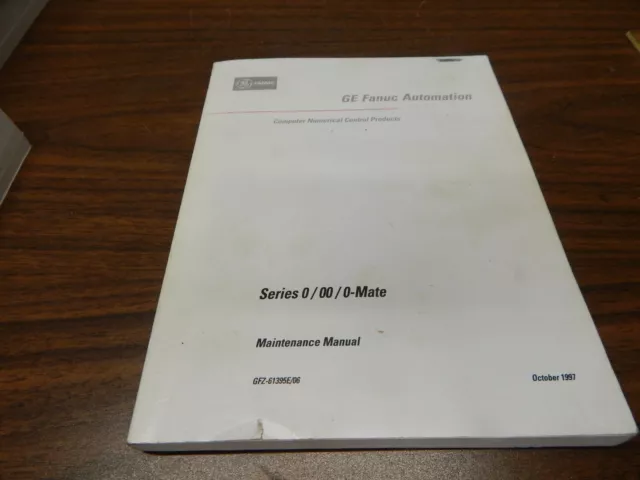 GE Fanuc Automation
Computer Numerical Control Products
Series 0 / 00 / 0-Mate
Maintenance Manual
GFZ-61395E/06
October 1997